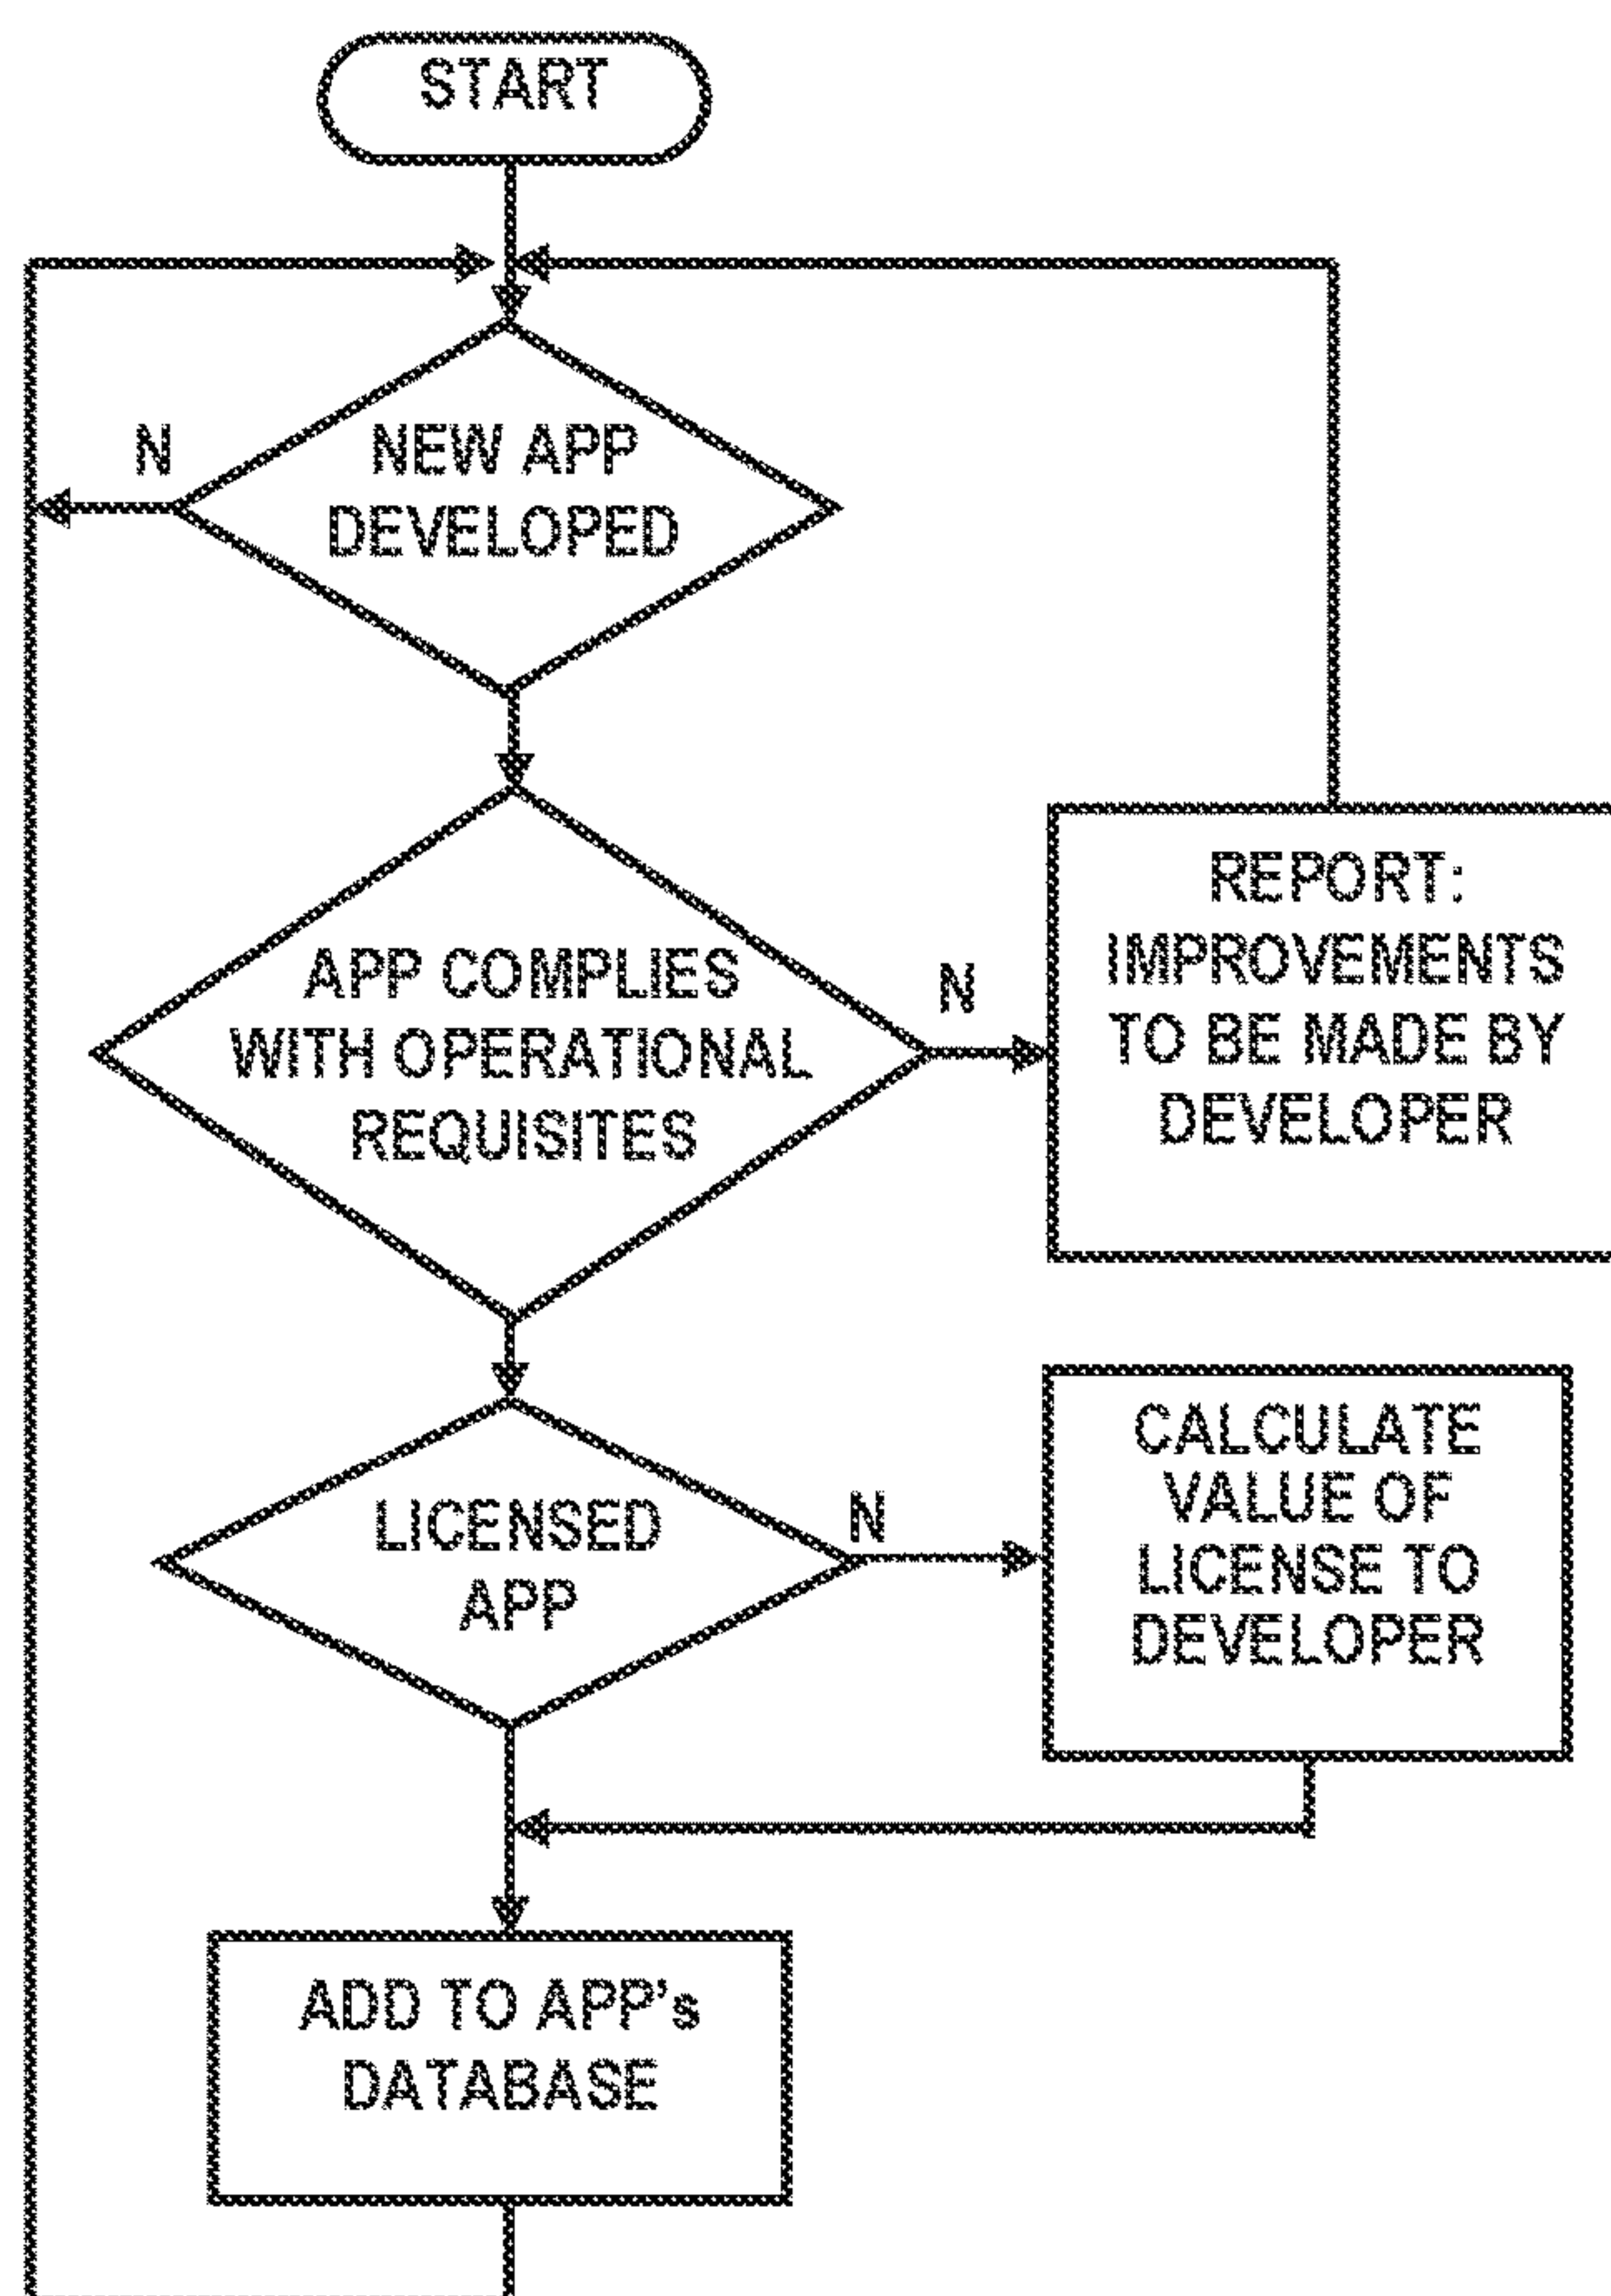 START
N
NEW APP
DEVELOPED
APP COMPLIES
WITH OPERATIONAL
REQUISITES
N
REPORT:
IMPROVEMENTS
TO BE MADE BY
DEVELOPER
LICENSED
APP
N
CALCULATE
VALUE OF
LICENSE TO
DEVELOPER
ADD TO APP's
DATABASE